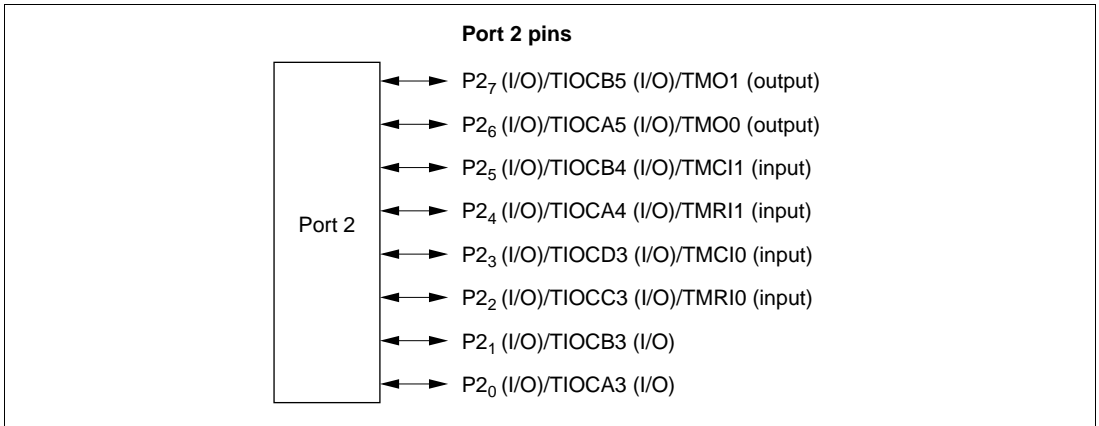 Port 2 pins
P2₇ (I/O)/TIOCB5 (I/O)/TMO1 (output)
P2₆ (I/O)/TIOCA5 (I/O)/TMO0 (output)
P2₅ (I/O)/TIOCB4 (I/O)/TMCI1 (input)
P2₄ (I/O)/TIOCA4 (I/O)/TMRI1 (input)
Port 2
P2₃ (I/O)/TIOCD3 (I/O)/TMCI0 (input)
P2₂ (I/O)/TIOCC3 (I/O)/TMRI0 (input)
P2₁ (I/O)/TIOCB3 (I/O)
P2₀ (I/O)/TIOCA3 (I/O)